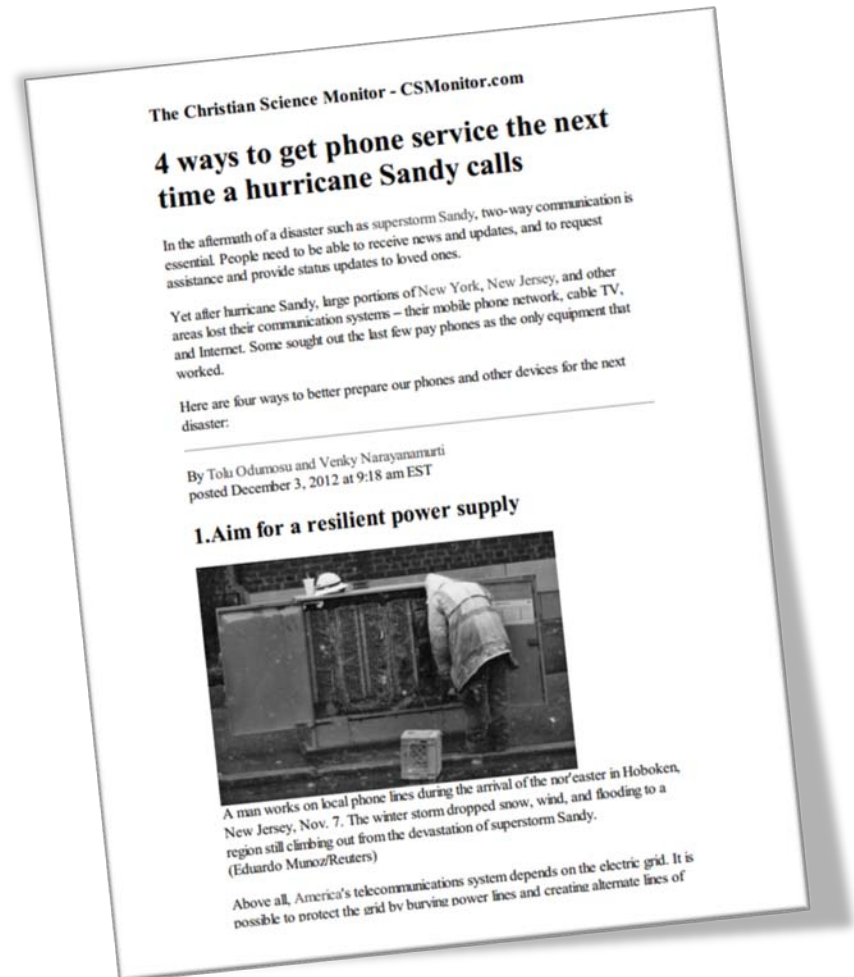 The Christian Science Monitor - CSMonitor.com
4 ways to get phone service the next
time a hurricane Sandy calls
In the aftermath of a disaster such as superstorm Sandy, two-way communication is
essential. People need to be able to receive news and updates, and to request
assistance and provide status updates to loved ones.
Yet after hurricane Sandy, large portions of New York, New Jersey, and other
areas lost their communication systems – their mobile phone network, cable TV,
and Internet. Some sought out the last few pay phones as the only equipment that
worked.
Here are four ways to better prepare our phones and other devices for the next
disaster:
By Tolu Odumosu and Venky Narayanamurti
posted December 3, 2012 at 9:18 am EST
1.Aim for a resilient power supply
A man works on local phone lines during the arrival of the nor'easter in Hoboken,
New Jersey, Nov. 7. The winter storm dropped snow, wind, and flooding to a
region still climbing out from the devastation of superstorm Sandy.
(Eduardo Munoz/Reuters)
Above all, America's telecommunications system depends on the electric grid. It is
possible to protect the grid by burying power lines and creating alternate lines of